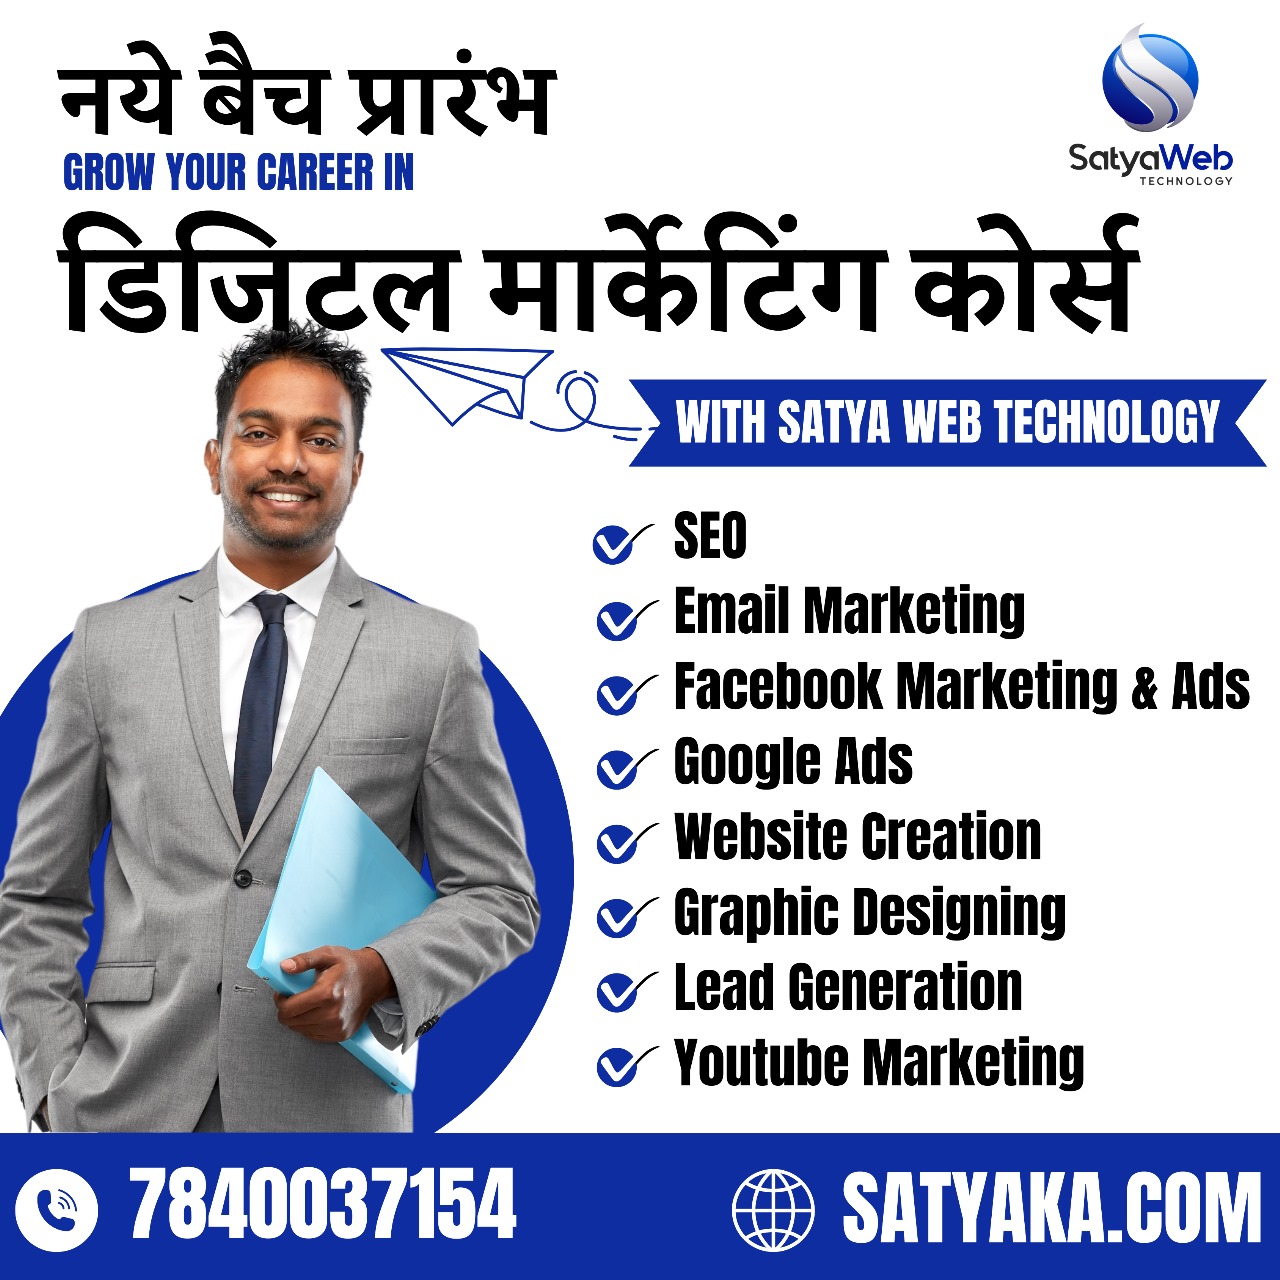 नये बैच प्रारंभ
SatyaWeb
TECHNOLOGY
GROW YOUR CAREER IN
डिजिटल मार्केटिंग कोर्स
WITH SATYA WEB TECHNOLOGY
SEO
Email Marketing
Facebook Marketing & Ads
Google Ads
Website Creation
Graphic Designing
Lead Generation
Youtube Marketing
7840037154
SATYAKA.COM